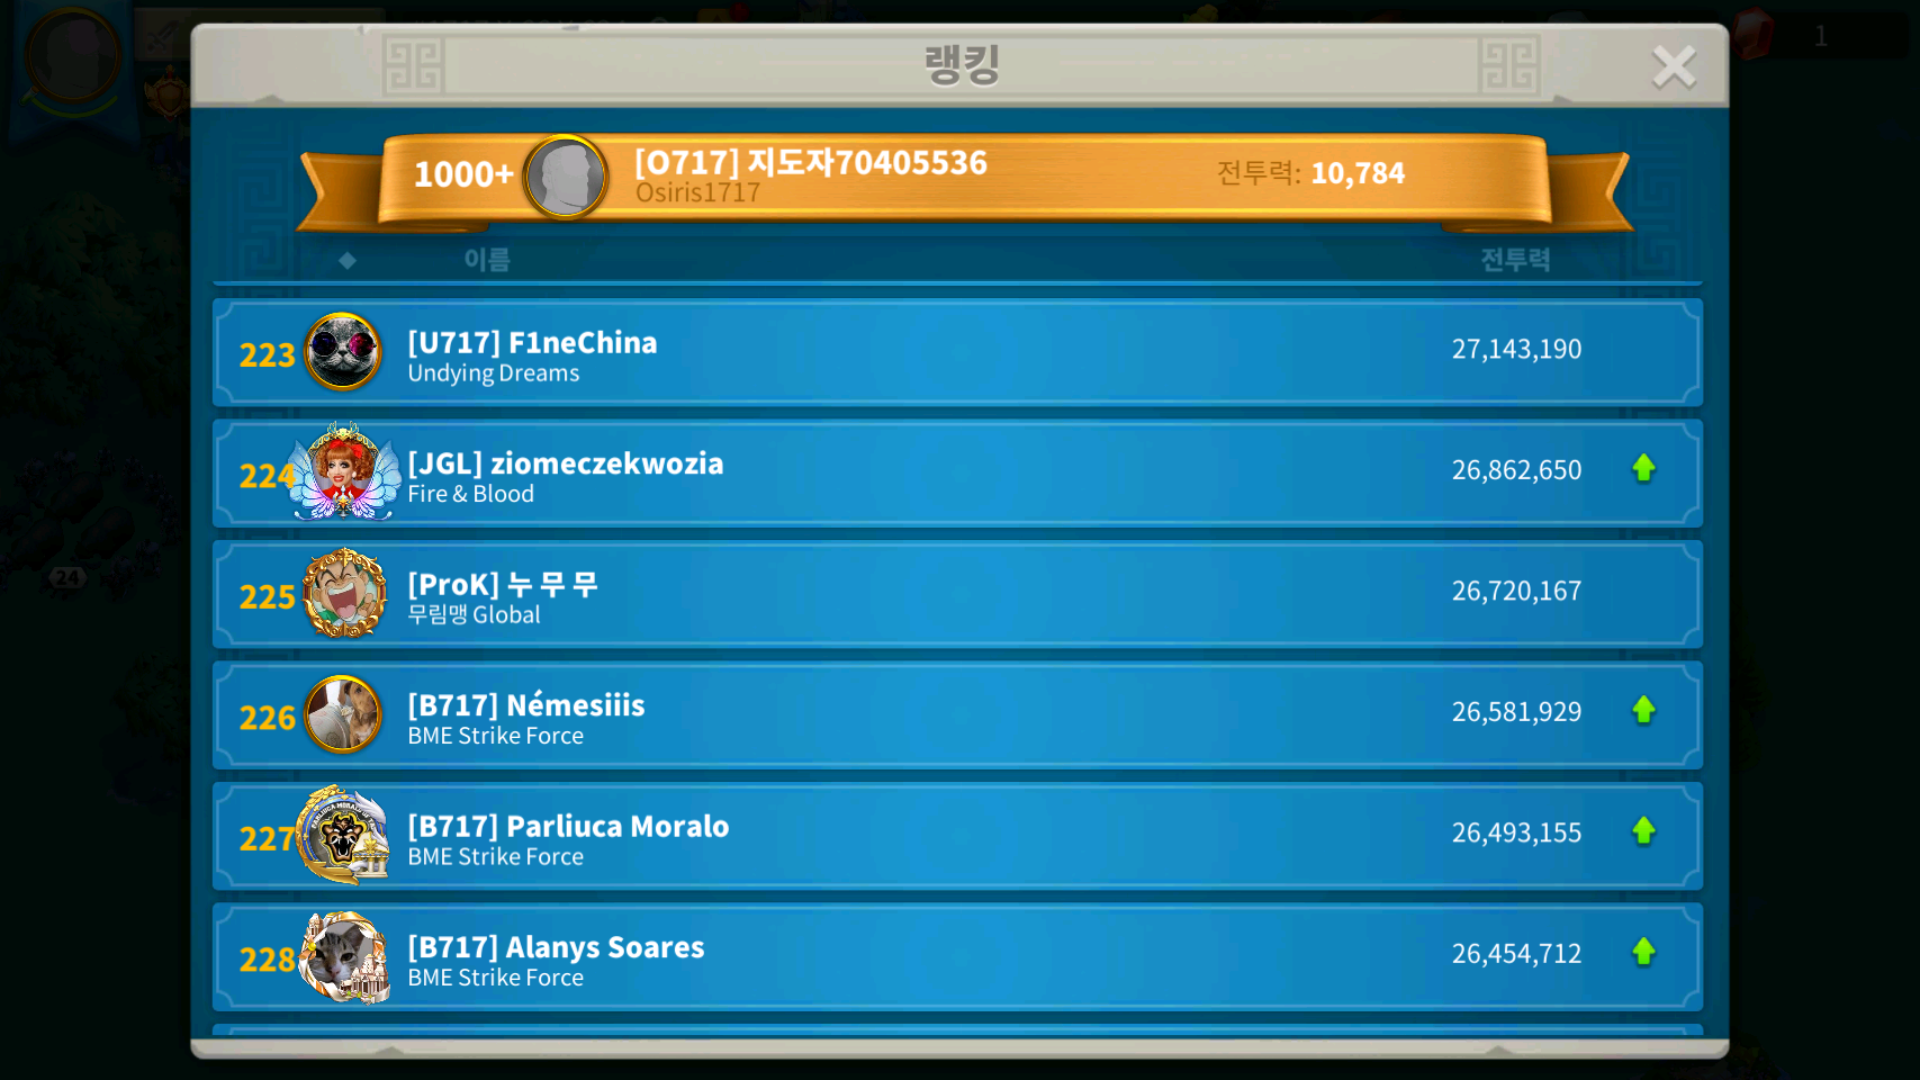 랭킹
1
1000+
[O717] 지도자70405536
Osiris1717
전투력: 10,784
이름
전투력
223
[U717] F1neChina
Undying Dreams
27,143,190
224
[JGL] ziomeczekwozia
Fire & Blood
26,862,650
225
[ProK] 누 무 무
무림맹 Global
26,720,167
24
226
[B717] Némesiiis
BME Strike Force
26,581,929
227
[B717] Parliuca Moralo
BME Strike Force
26,493,155
228
[B717] Alanys Soares
BME Strike Force
26,454,712